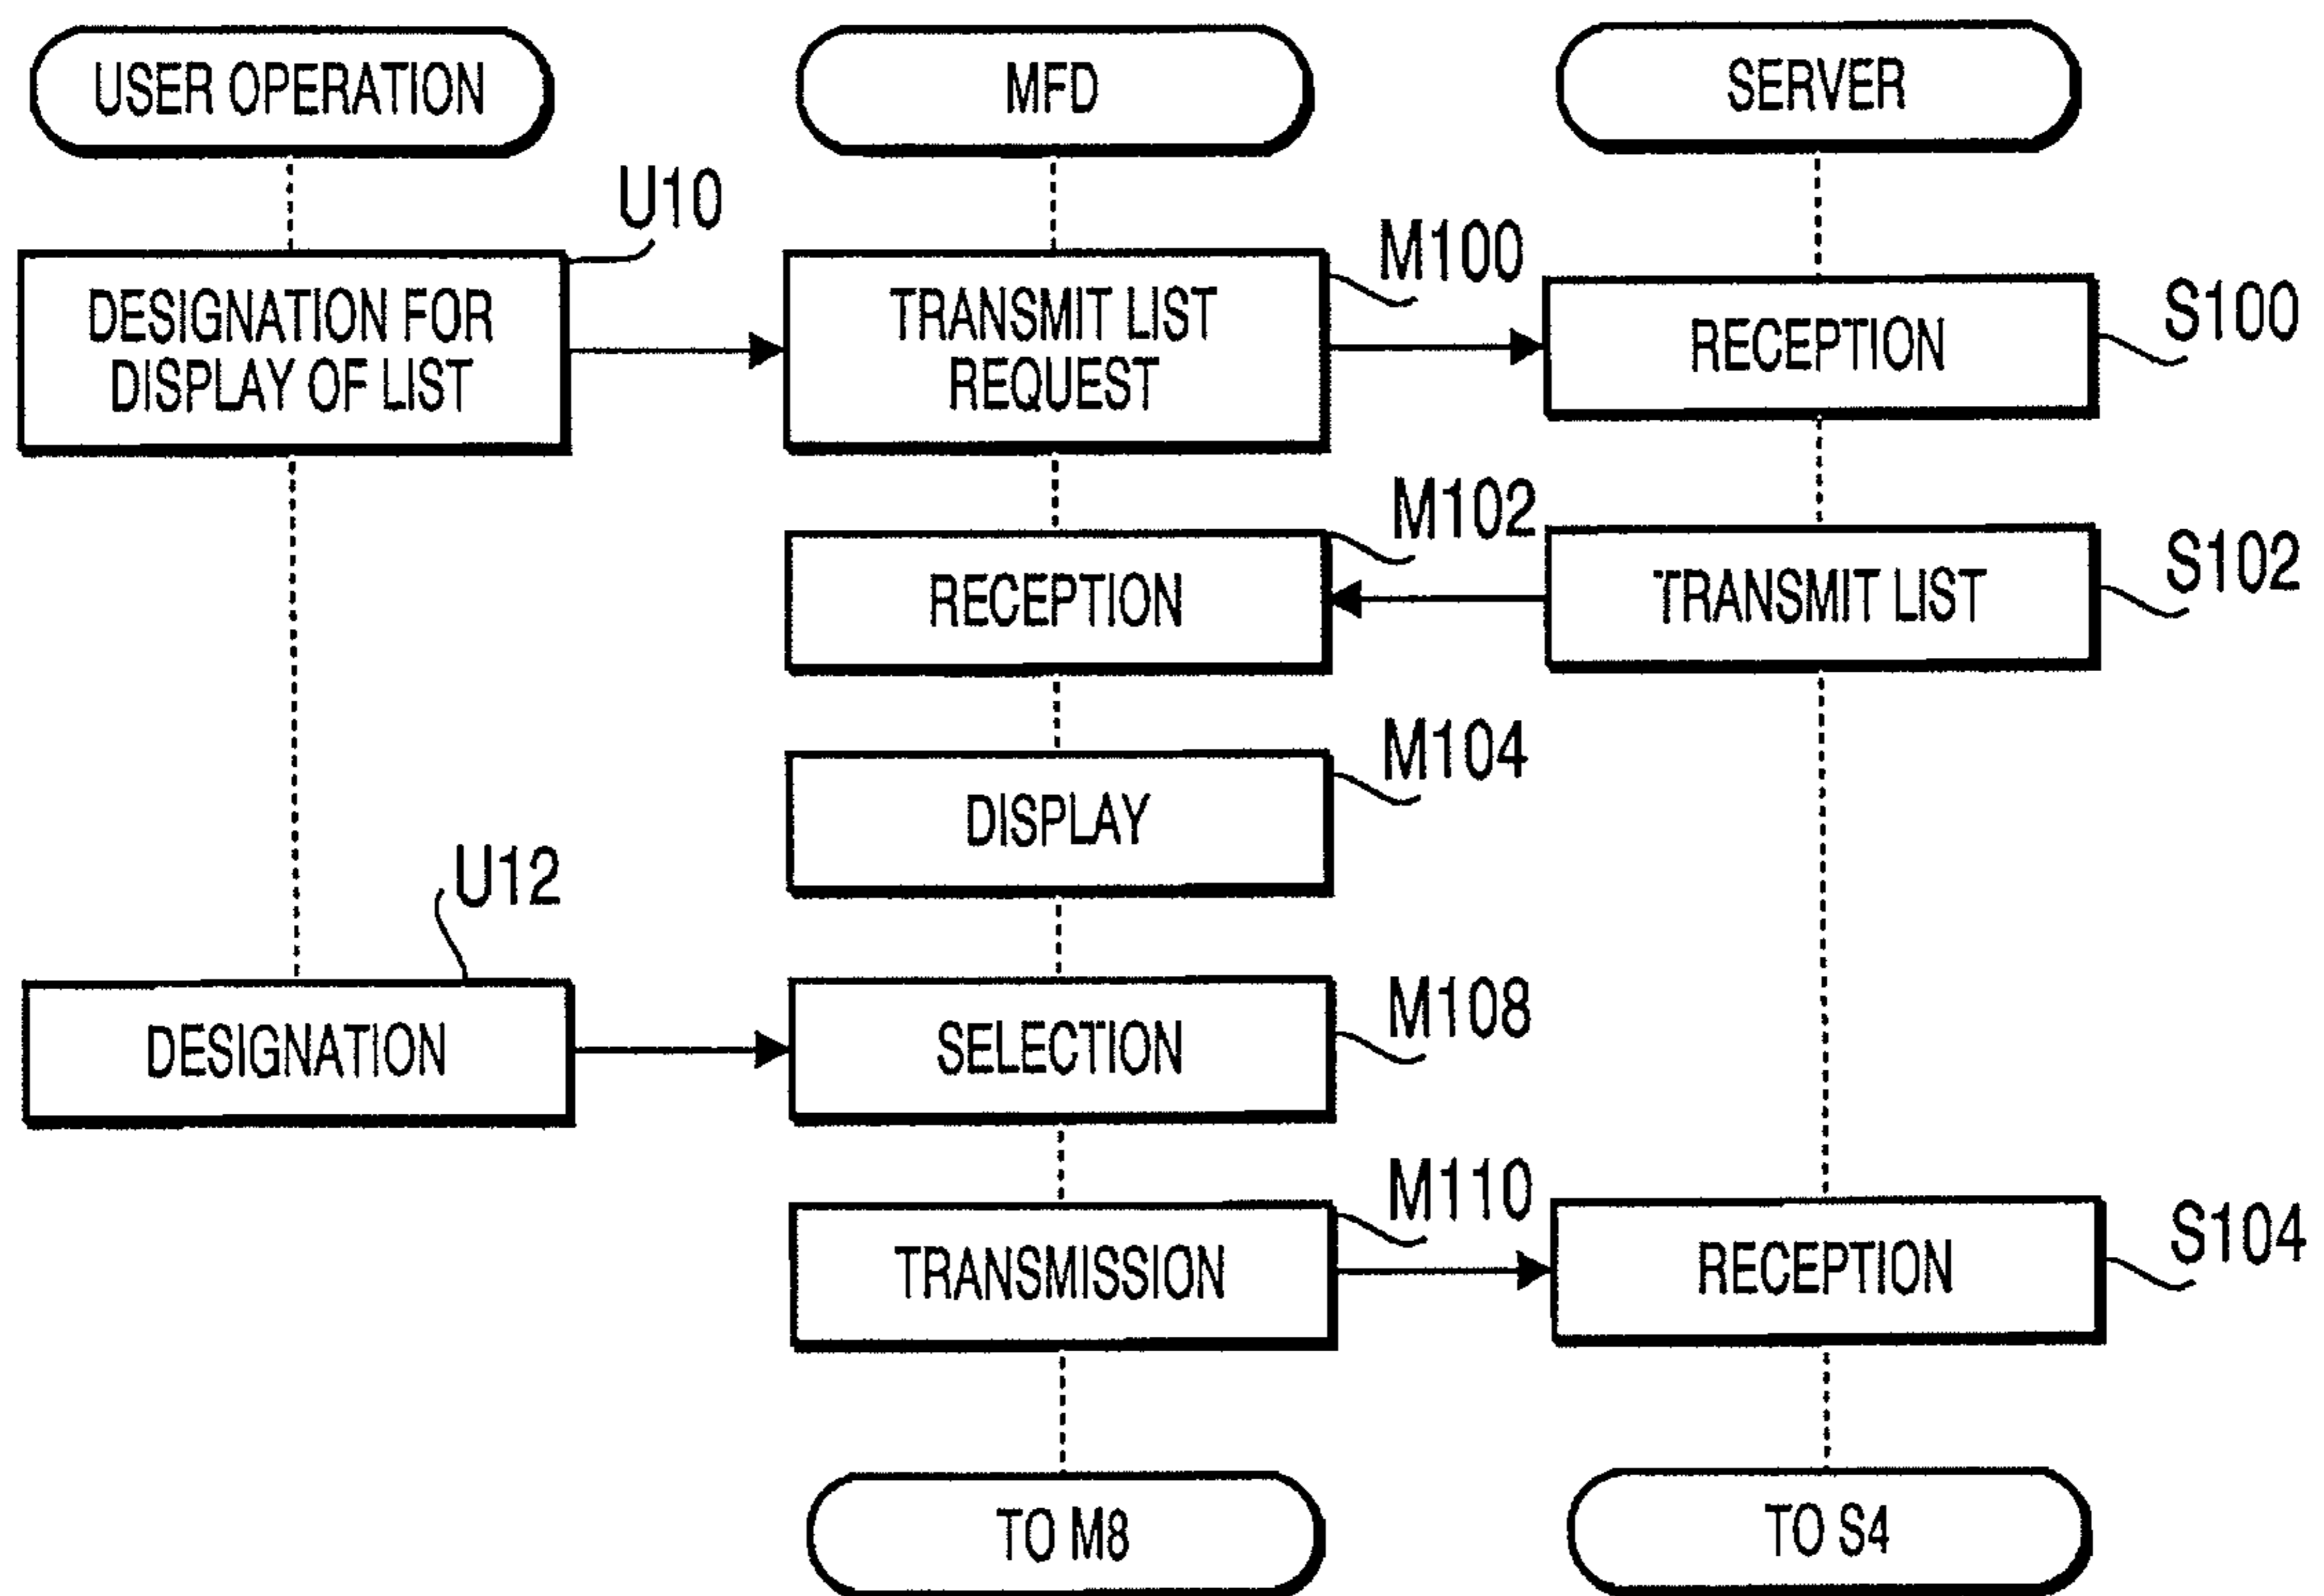 USER OPERATION
MFD
SERVER
U10
M100
S100
DESIGNATION FOR
DISPLAY OF LIST
TRANSMIT LIST
REQUEST
RECEPTION
M102
S102
RECEPTION
TRANSMIT LIST
M104
DISPLAY
U12
M108
DESIGNATION
SELECTION
M110
S104
TRANSMISSION
RECEPTION
TO M8
TO S4